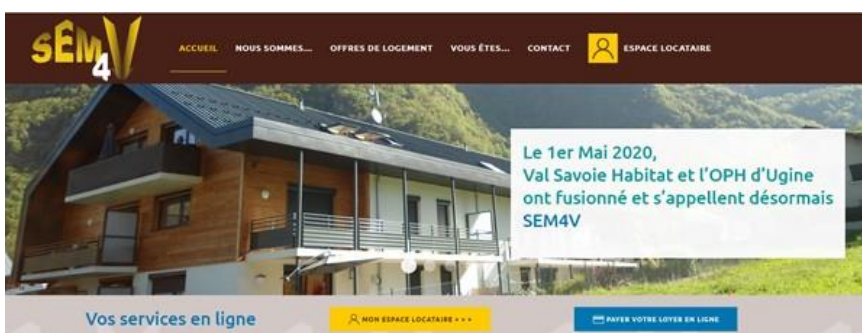 SEM4V
ACCUEIL NOUS SOMMES... OFFRES DE LOGEMENT VOUS ÊTES... CONTACT ESPACE LOCATAIRE
Le 1er Mai 2020,
Val Savoie Habitat et l'OPH d'Ugine
ont fusionné et s'appellent désormais
SEM4V
Vos services en ligne MON ESPACE LOCATAIRE >>> PAYER VOTRE LOYER EN LIGNE